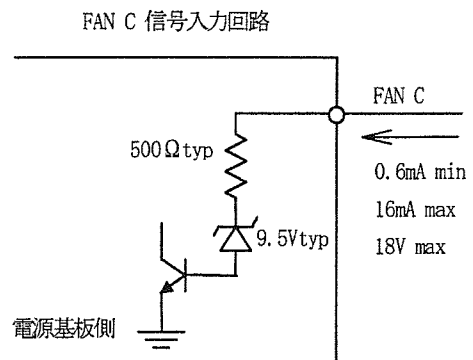 FAN C 信号入力回路
FAN C
500Ωtyp
0.6mA min
16mA max
9.5Vtyp
18V max
電源基板側